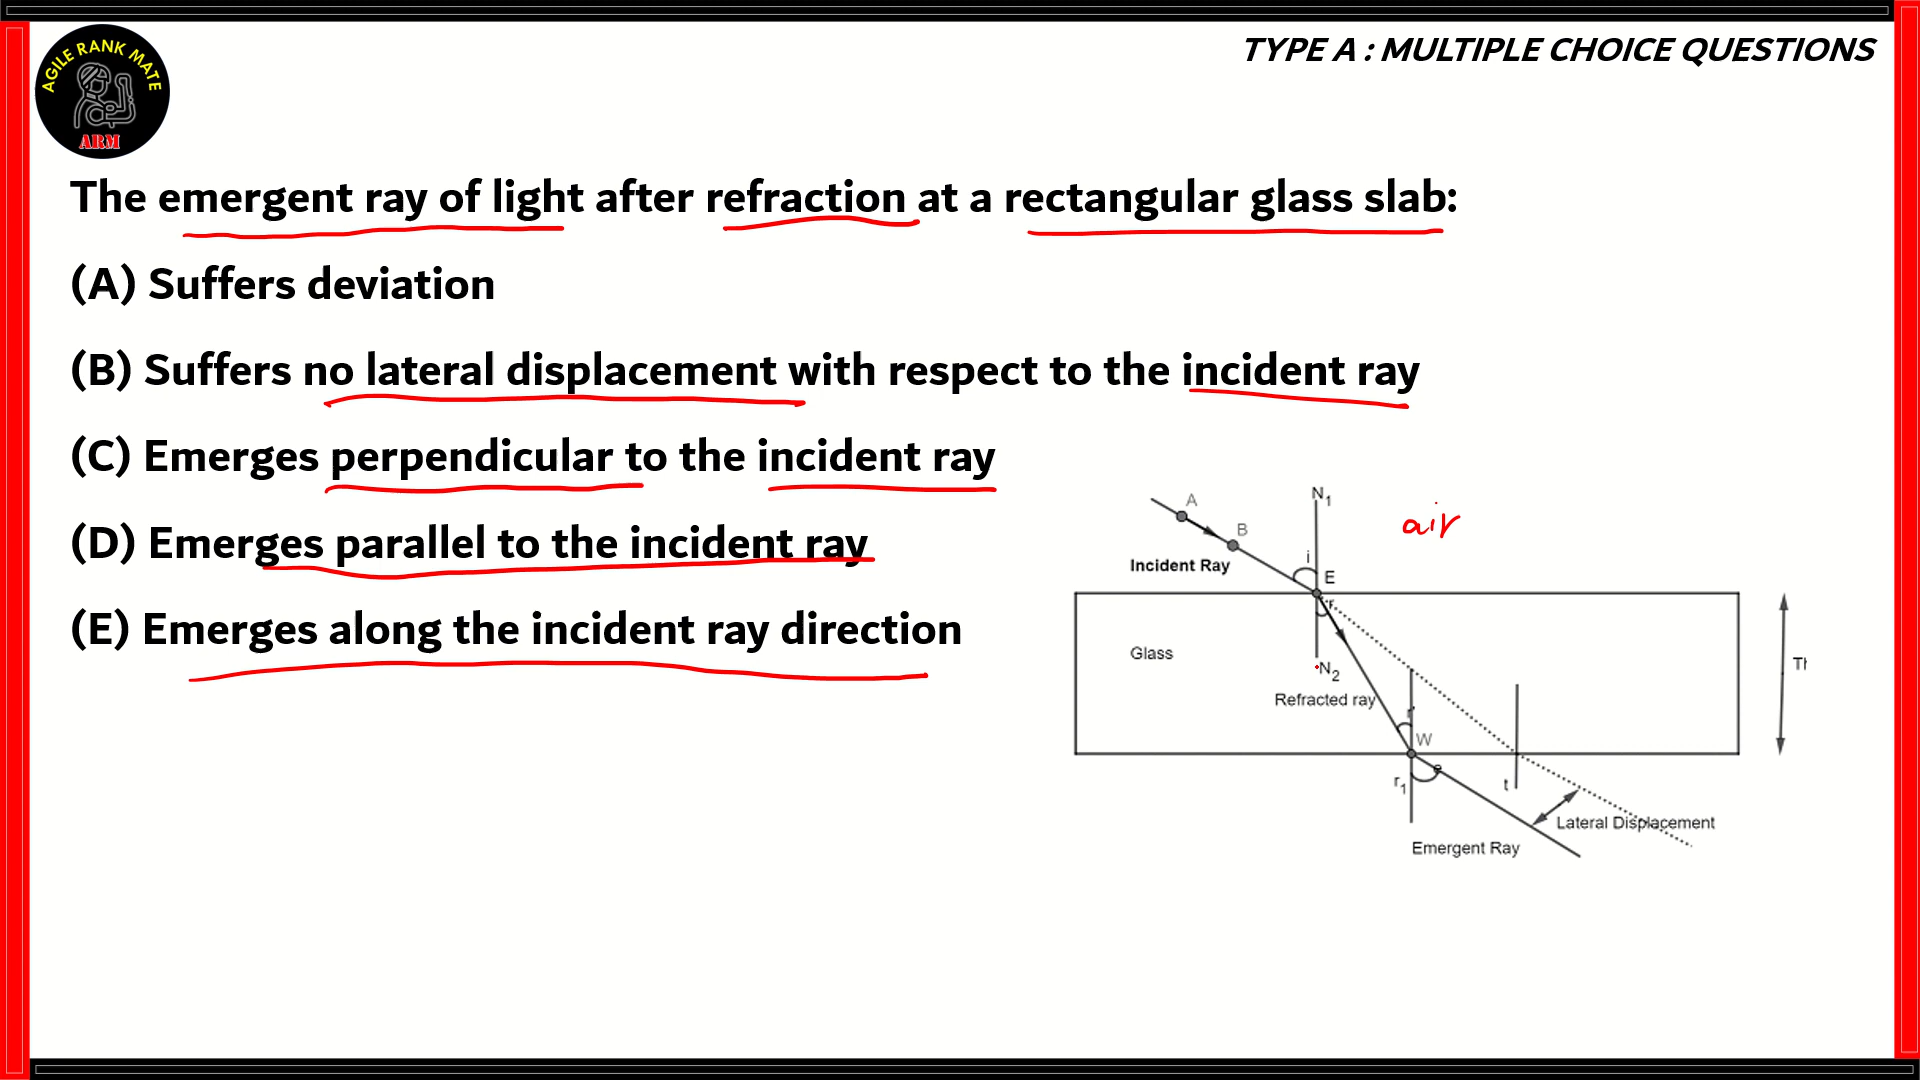 AGILE RANK MATE
ARM
TYPE A : MULTIPLE CHOICE QUESTIONS
The emergent ray of light after refraction at a rectangular glass slab:
(A) Suffers deviation
(B) Suffers no lateral displacement with respect to the incident ray
(C) Emerges perpendicular to the incident ray
(D) Emerges parallel to the incident ray
(E) Emerges along the incident ray direction
A
N1
air
B
i
Incident Ray
E
r
Glass
N2
Refracted ray
r'
W
e
r1
t
Lateral Displacement
Emergent Ray